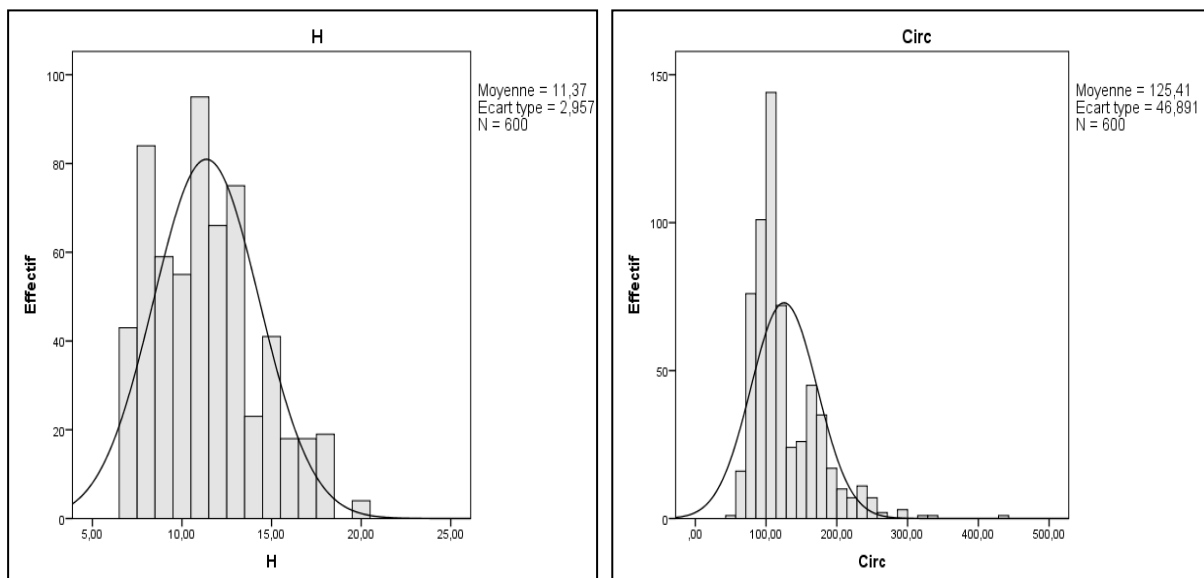 H
100
80
60
40
20
0
Effectif
5,00 10,00 15,00 20,00 25,00
H
Moyenne = 11,37
Ecart type = 2,957
N = 600
Circ
150
100
50
0
Effectif
,00 100,00 200,00 300,00 400,00 500,00
Circ
Moyenne = 125,41
Ecart type = 46,891
N = 600